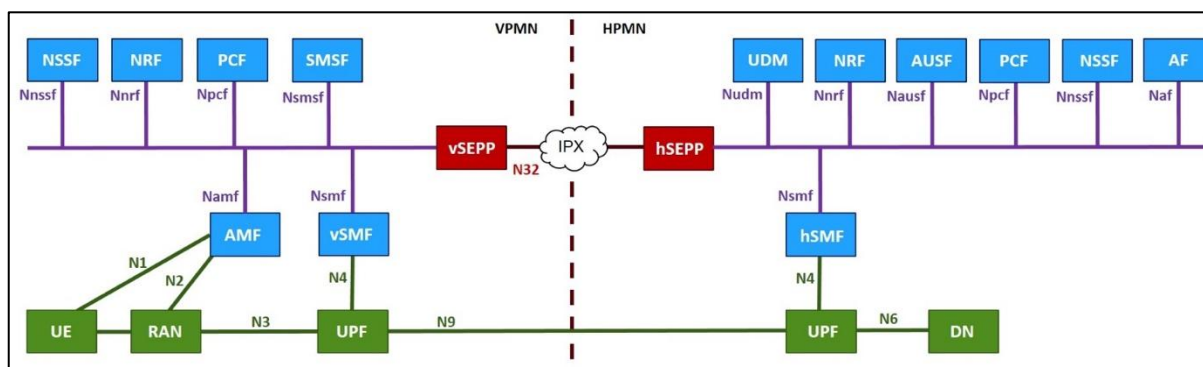 VPMN HPMN
NSSF NRF PCF SMSF UDM NRF AUSF PCF NSSF AF
Nnssf Nnrf Npcf Nsmsf Nudm Nnrf Nausf Npcf Nnssf Naf
vSEPP IPX hSEPP
N32
Namf Nsmf Nsmf
AMF vSMF hSMF
N1 N2 N4 N4
UE RAN N3 UPF N9 UPF N6 DN